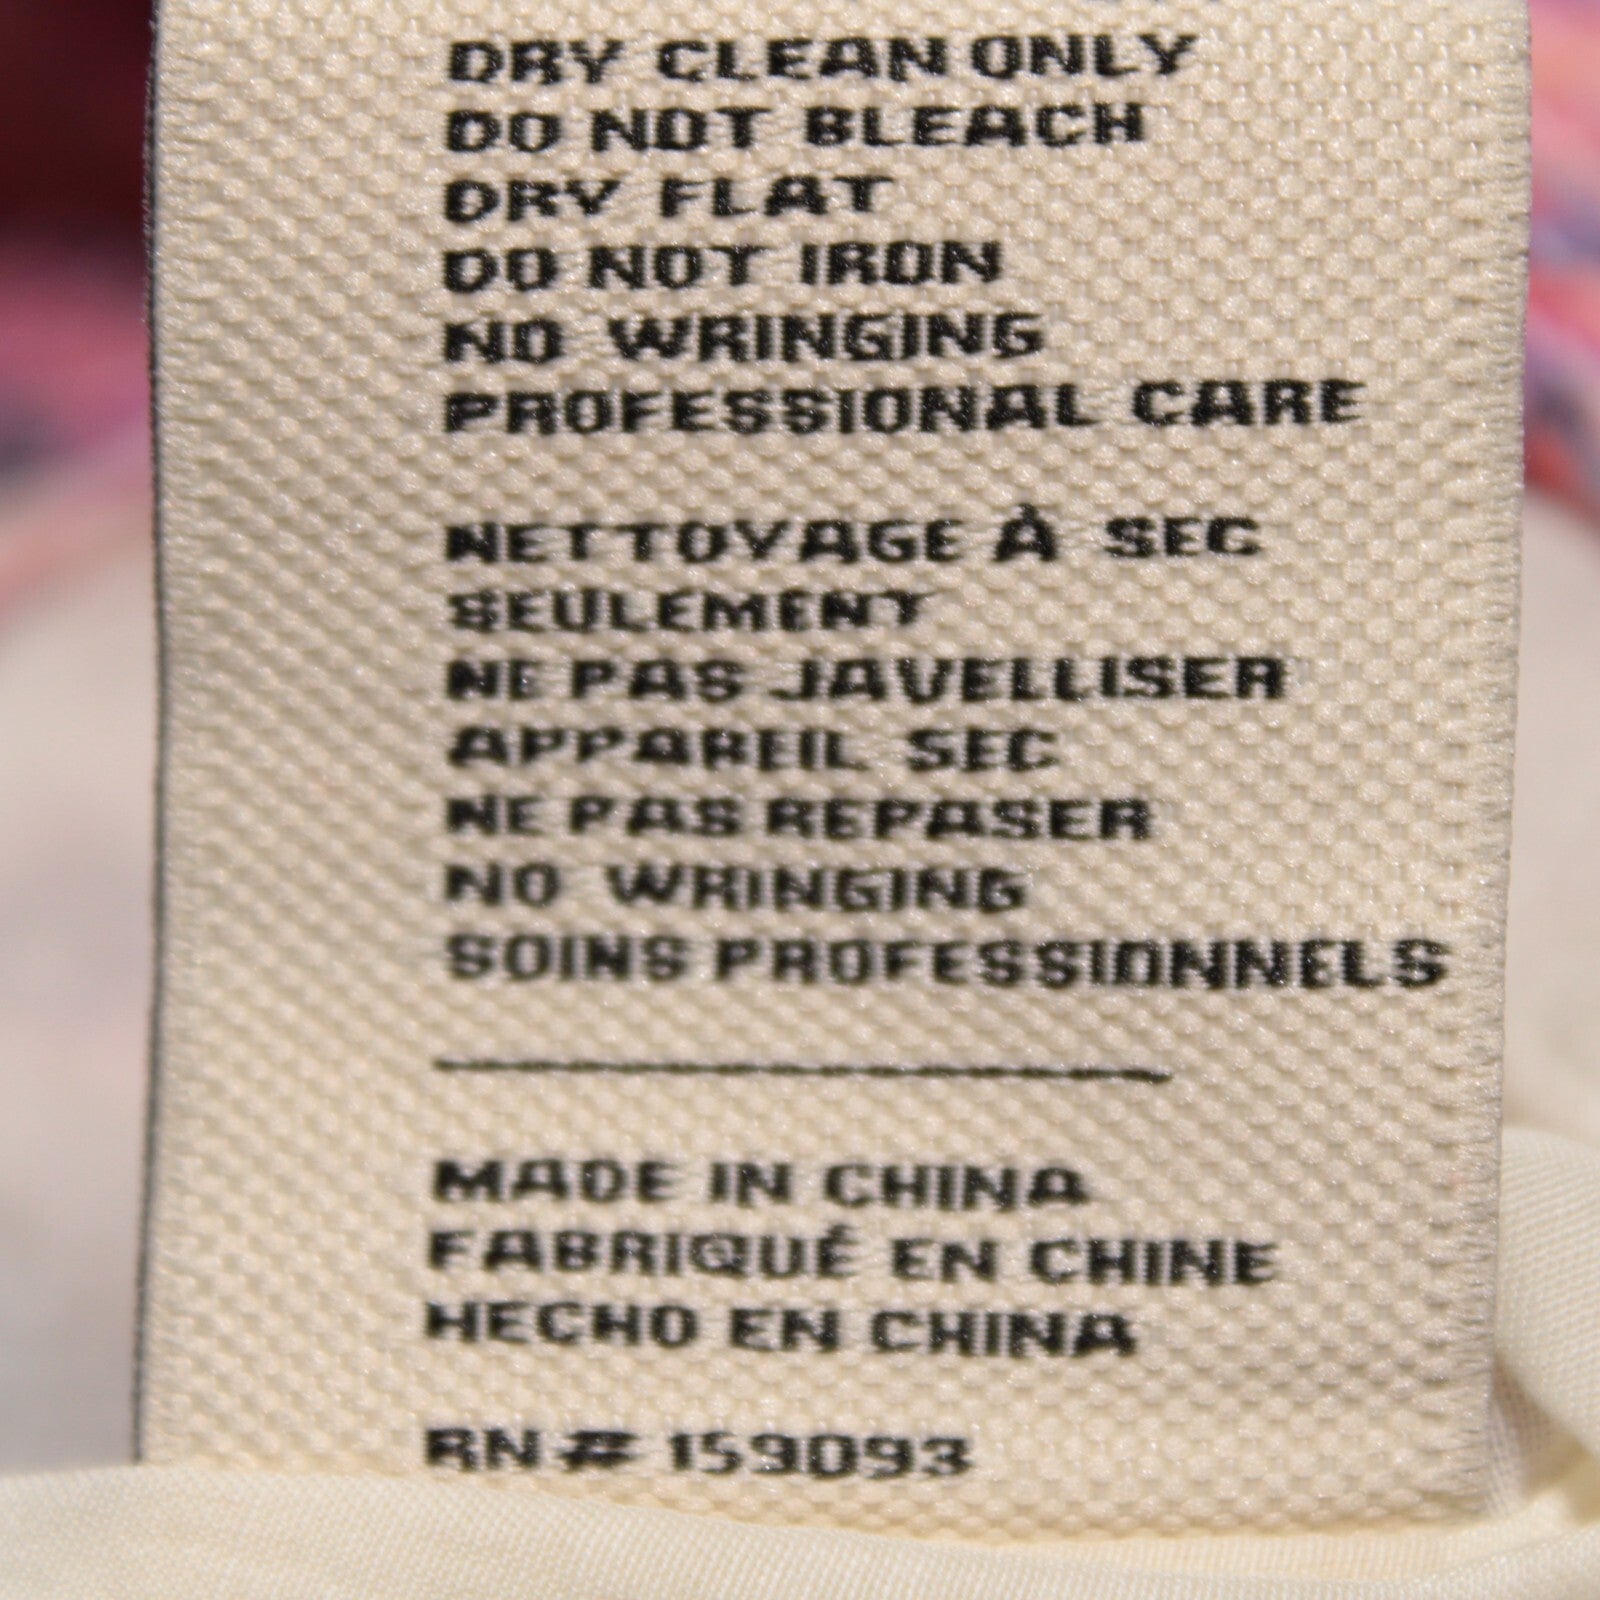 DRY CLEAN ONLY
DO NOT BLEACH
DRY FLAT
DO NOT IRON
NO WRINGING
PROFESSIONAL CARE
NETTOYAGE À SEC
SEULEMENT
NE PAS JAVELLISER
APPAREIL SEC
NE PAS REPASER
NO WRINGING
SOINS PROFESSIONNELS
MADE IN CHINA
FABRIQUÉ EN CHINE
HECHO EN CHINA
RN# 159093